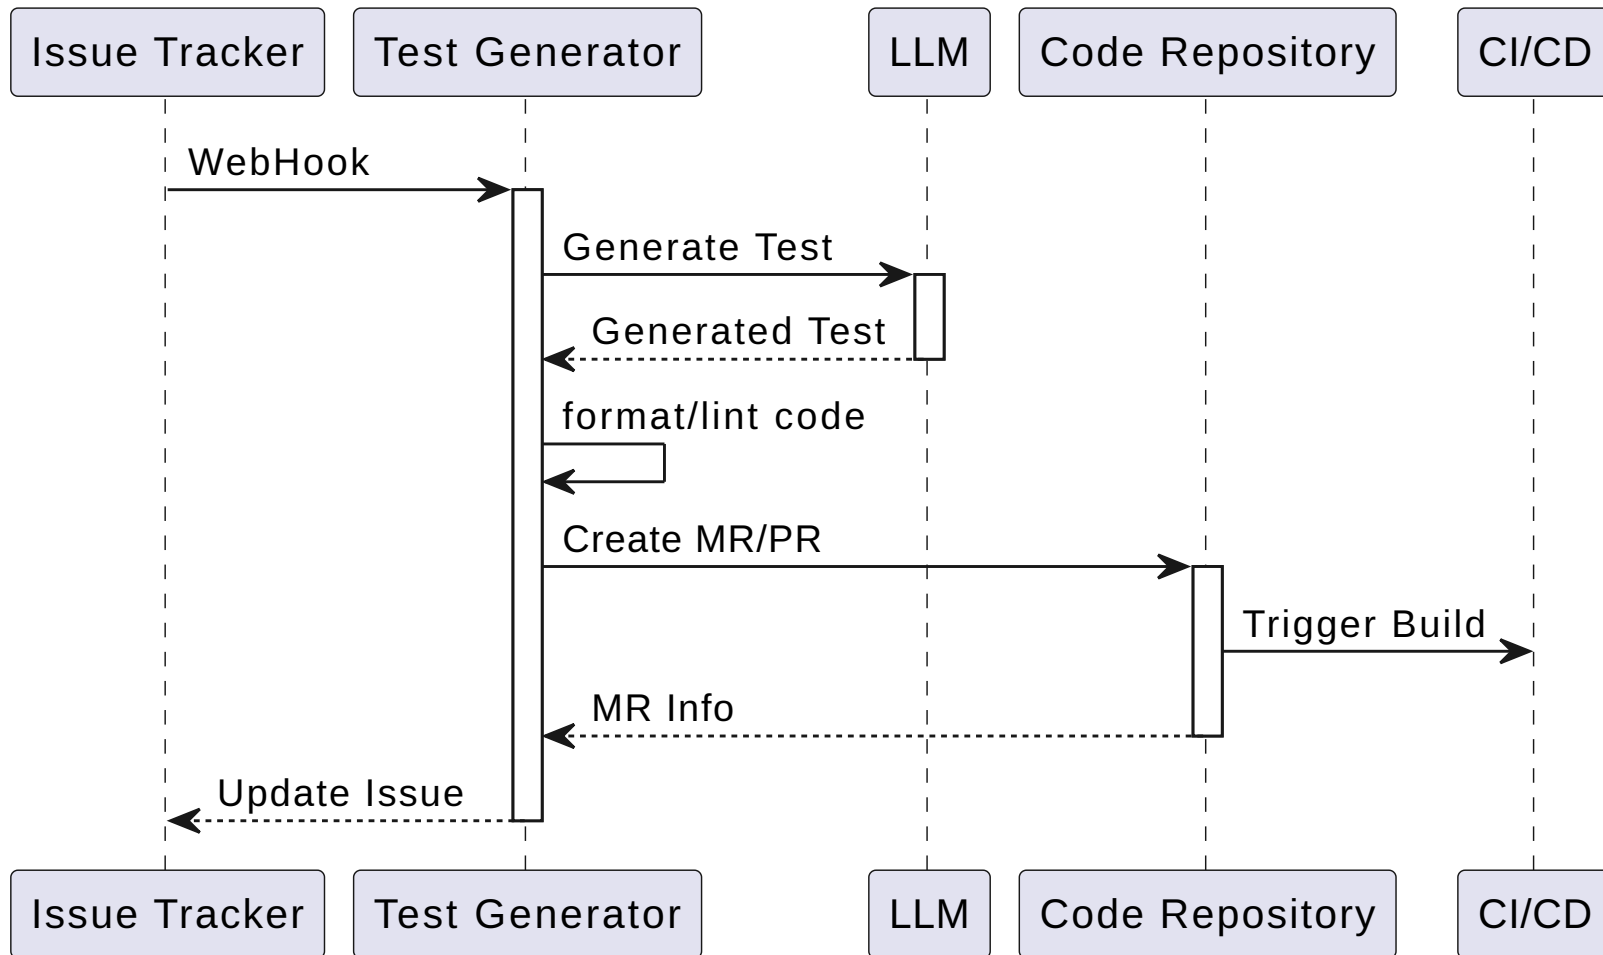 Issue Tracker
Test Generator
LLM
Code Repository
CI/CD
WebHook
Generate Test
Generated Test
format/lint code
Create MR/PR
Trigger Build
MR Info
Update Issue
Issue Tracker
Test Generator
LLM
Code Repository
CI/CD